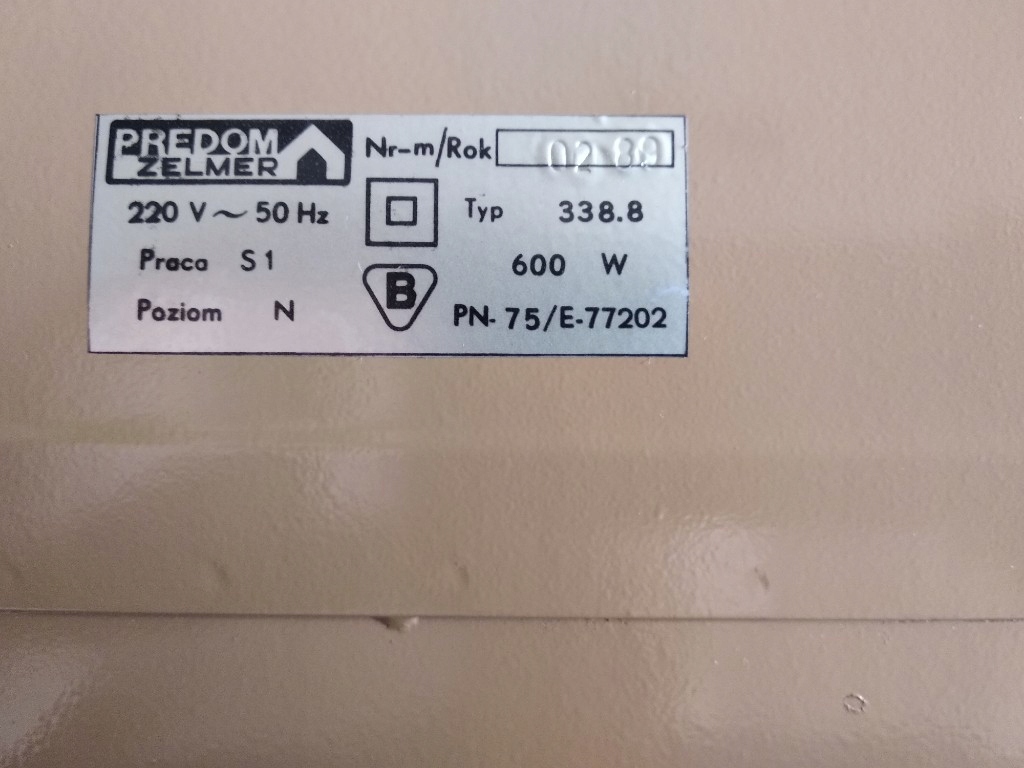 PREDOM
ZELMER
Nr-m/Rok 02 89
220 V ~ 50 Hz
Typ 338.8
Praca S1
600 W
Poziom N
B
PN-75/E-77202